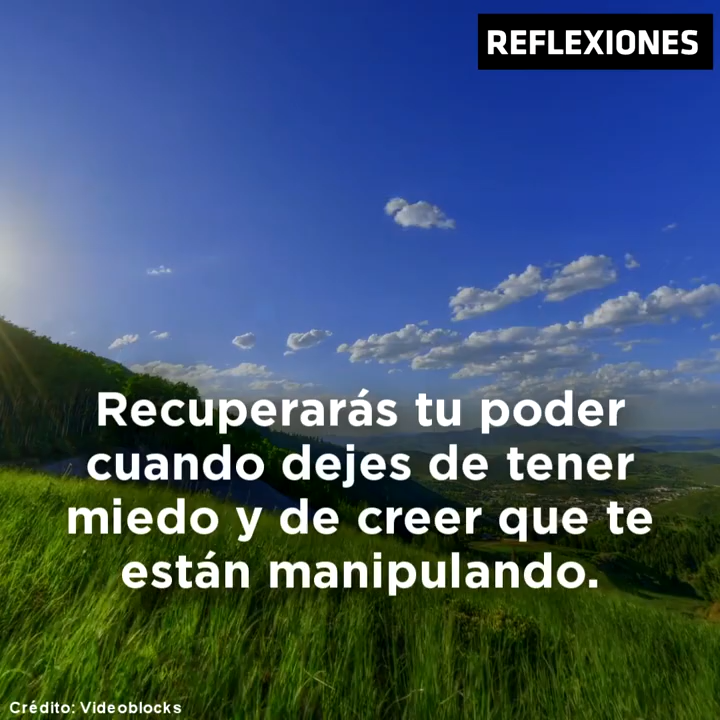 REFLEXIONES
Recuperarás tu poder
cuando dejes de tener
miedo y de creer que te
están manipulando.
Crédito: Videoblocks